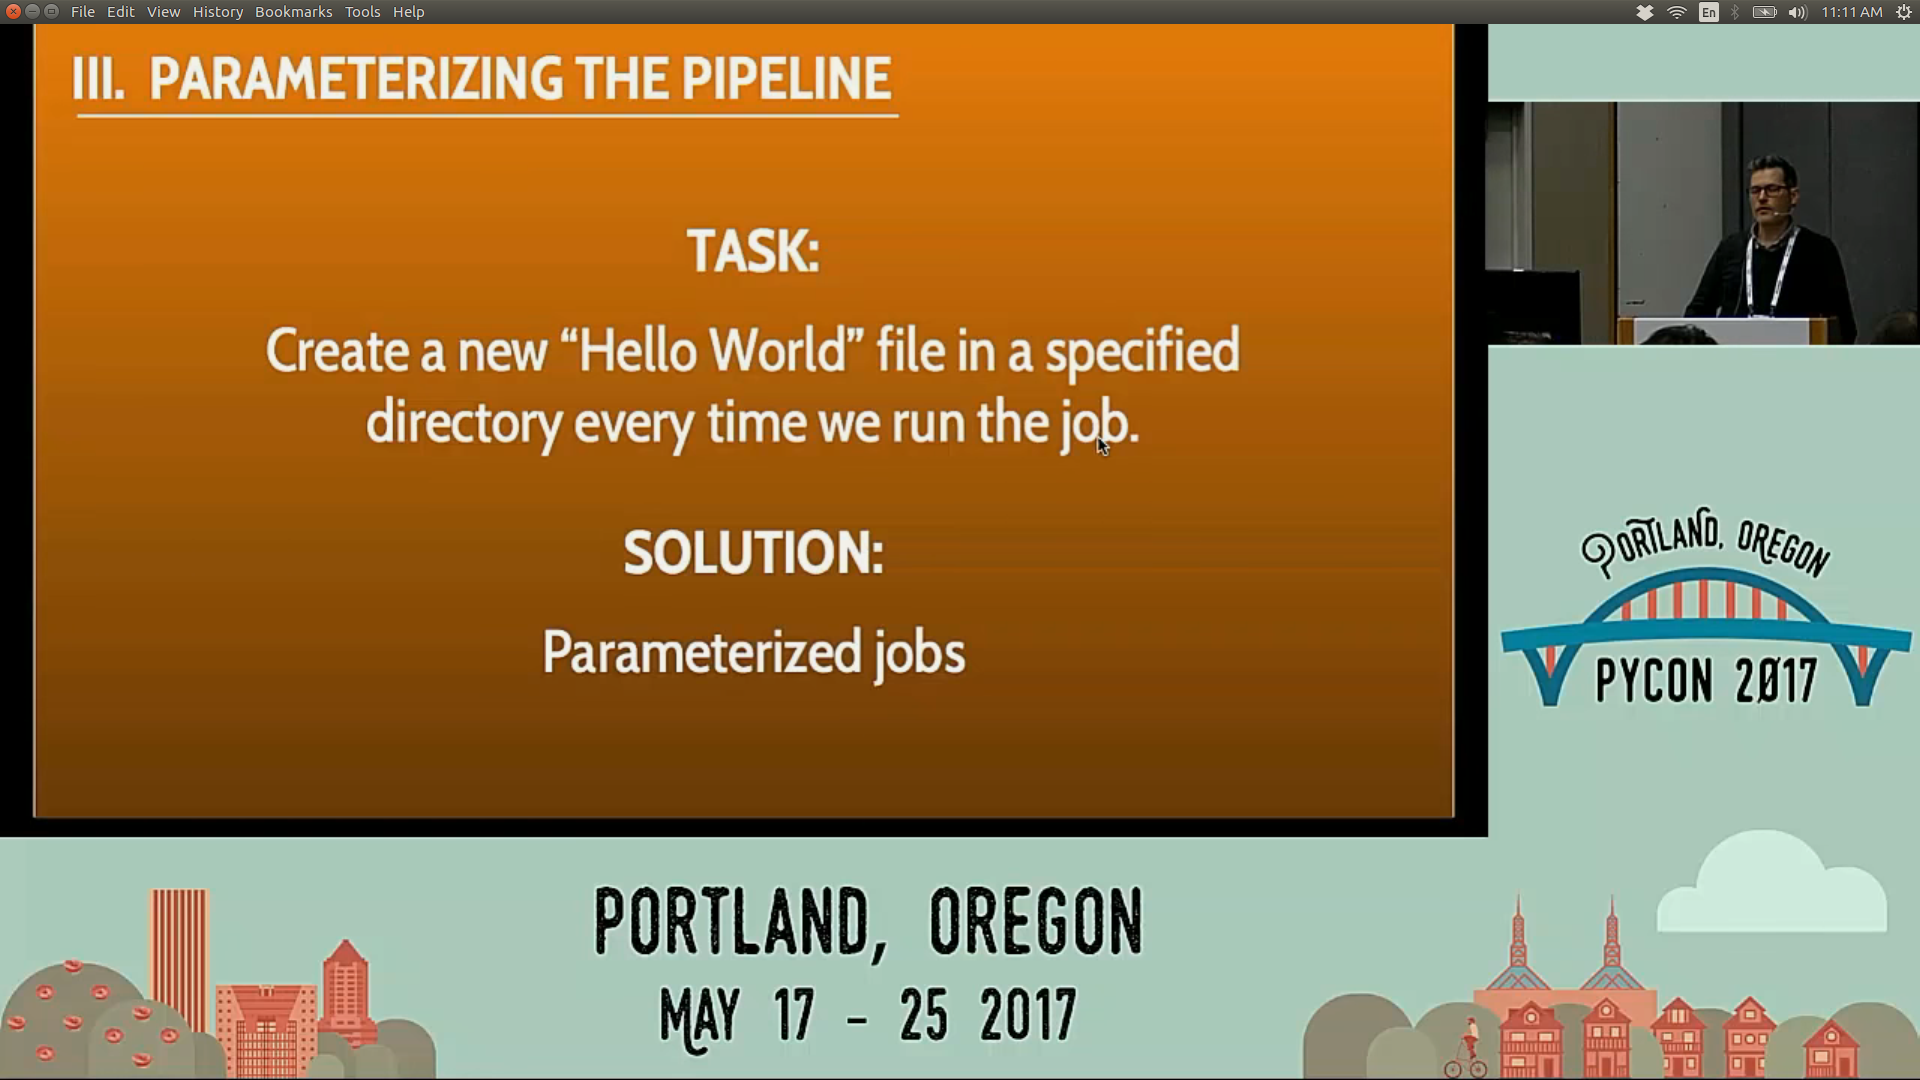 File Edit View History Bookmarks Tools Help
En
11:11 AM
III. PARAMETERIZING THE PIPELINE
TASK:
Create a new “Hello World” file in a specified
directory every time we run the job.
SOLUTION:
Parameterized jobs
PORTLAND, OREGON
PYCON 2017
PORTLAND, OREGON
MAY 17 - 25 2017